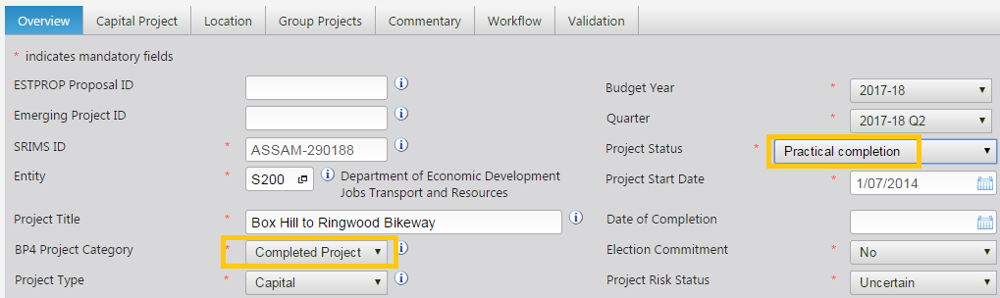 Overview
Capital Project
Location
Group Projects
Commentary
Workflow
Validation
* indicates mandatory fields
ESTPROP Proposal ID
Emerging Project ID
SRIMS ID * ASSAM-290188
Entity * S200 Department of Economic Development
Jobs Transport and Resources
Project Title * Box Hill to Ringwood Bikeway
BP4 Project Category * Completed Project
Project Type * Capital
Budget Year * 2017-18
Quarter * 2017-18 Q2
Project Status * Practical completion
Project Start Date * 1/07/2014
Date of Completion
Election Commitment * No
Project Risk Status * Uncertain